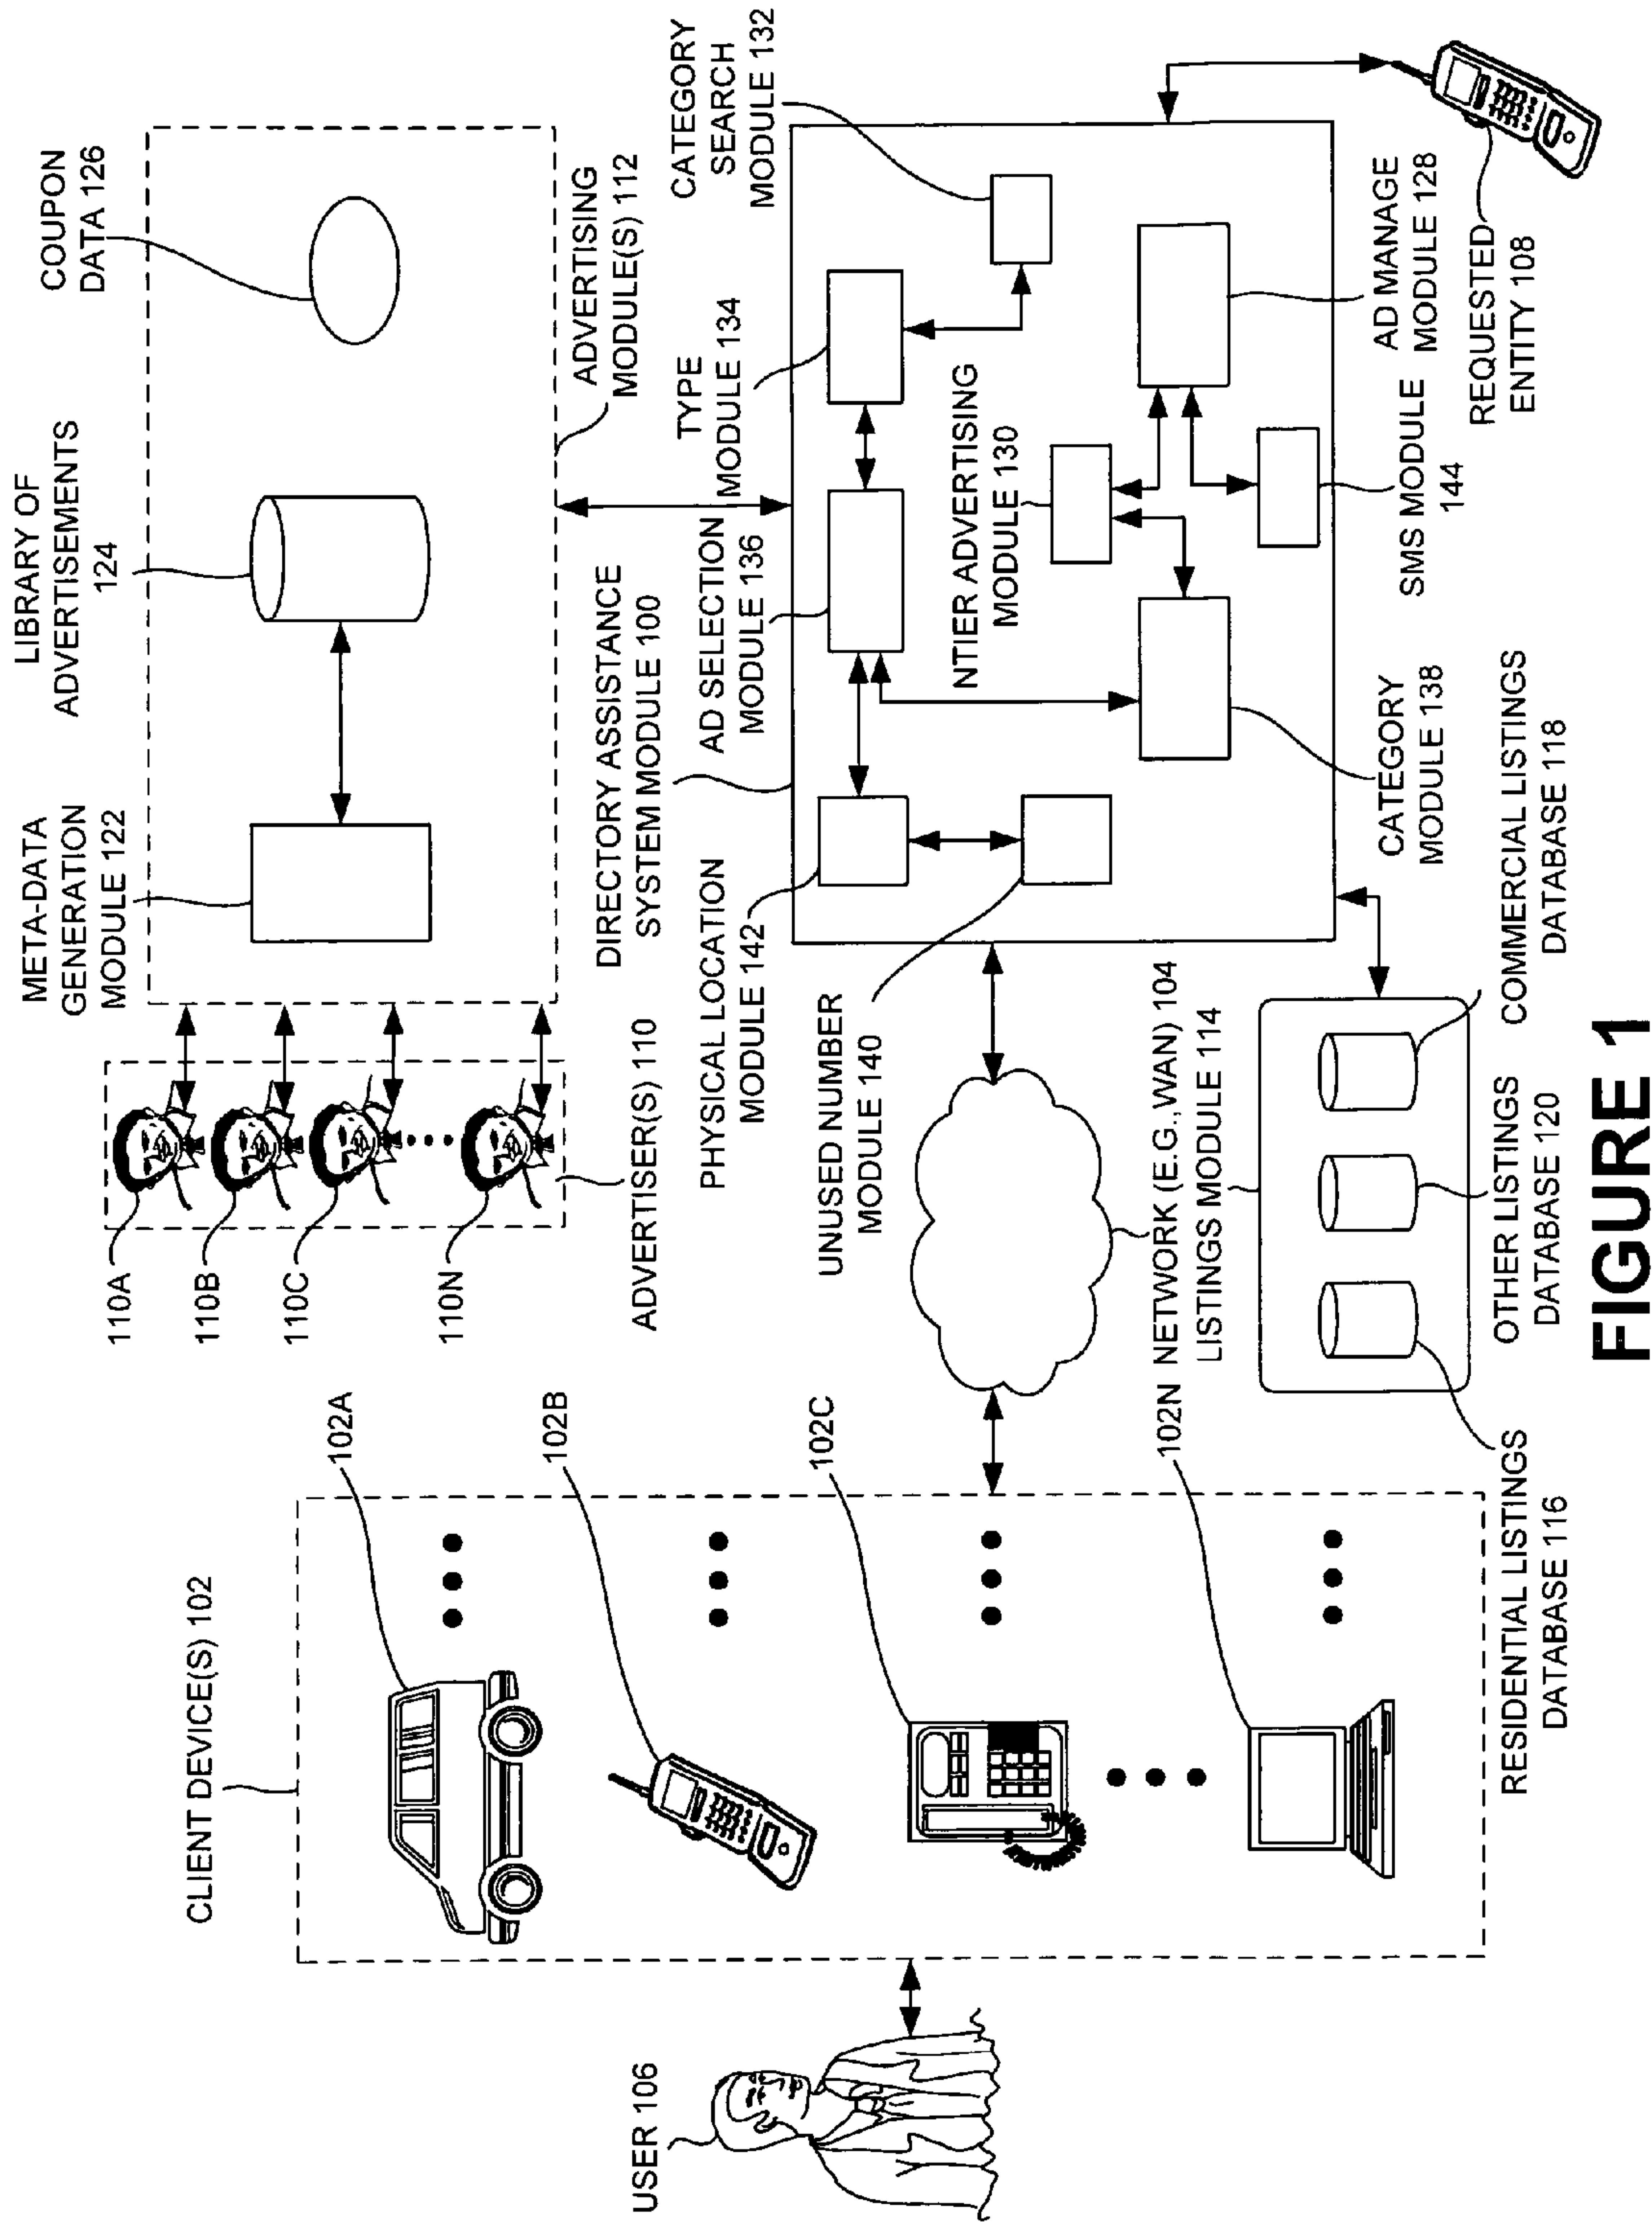 META-DATA
GENERATION
MODULE 122
LIBRARY OF
ADVERTISEMENTS
124
COUPON
DATA 126
110A
110B
110C
110N
ADVERTISER(S) 110
ADVERTISING
MODULE(S) 112
CLIENT DEVICE(S) 102
102A
102B
102C
102N
USER 106
DIRECTORY ASSISTANCE
SYSTEM MODULE 100
PHYSICAL LOCATION
MODULE 142
AD SELECTION
MODULE 136
TYPE
MODULE 134
CATEGORY
SEARCH
MODULE 132
UNUSED NUMBER
MODULE 140
NTIER ADVERTISING
MODULE 130
NETWORK (E.G.,WAN) 104
LISTINGS MODULE 114
CATEGORY
MODULE 138
SMS MODULE
144
AD MANAGE
MODULE 128
REQUESTED
ENTITY 108
RESIDENTIAL LISTINGS
DATABASE 116
OTHER LISTINGS
DATABASE 120
COMMERCIAL LISTINGS
DATABASE 118
FIGURE 1